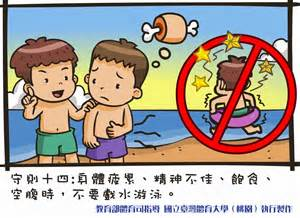 守則十四:身體疲累、精神不佳、飽食、
空腹時，不要戲水游泳。
教育部體育司指導 國立臺灣體育大學（桃園）執行製作